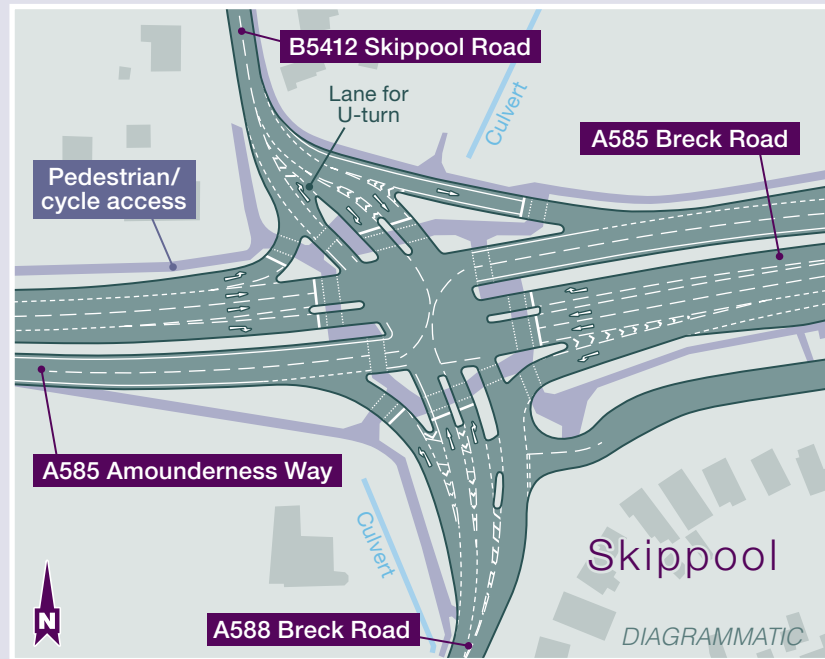 B5412 Skippool Road
Lane for
U-turn
Culvert
A585 Breck Road
Pedestrian/
cycle access
A585 Amounderness Way
Culvert
Skippool
A588 Breck Road
N
DIAGRAMMATIC